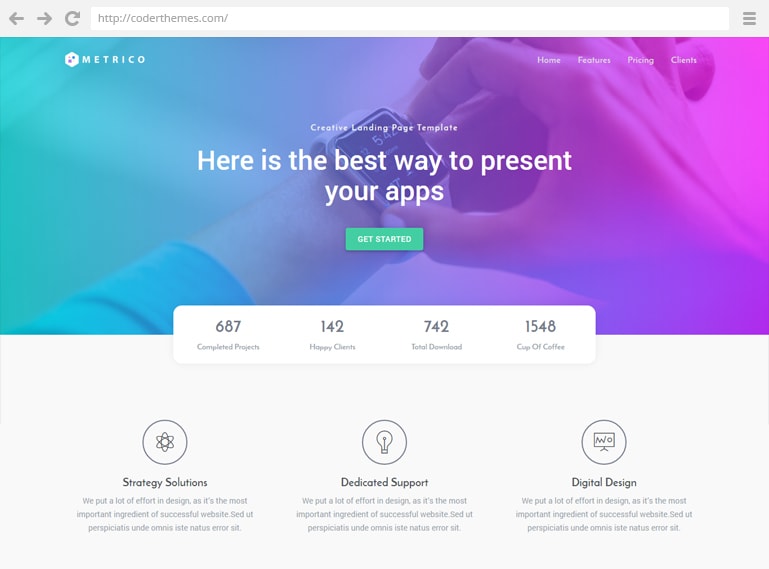 http://coderthemes.com/
METRICO
Home Features Pricing Clients
Creative Landing Page Template
Here is the best way to present
your apps
GET STARTED
687 142 742 1548
Completed Projects Happy Clients Total Download Cup Of Coffee
Strategy Solutions
We put a lot of effort in design, as it's the most
important ingredient of successful website.Sed ut
perspiciatis unde omnis iste natus error sit.
Dedicated Support
We put a lot of effort in design, as it's the most
important ingredient of successful website.Sed ut
perspiciatis unde omnis iste natus error sit.
Digital Design
We put a lot of effort in design, as it's the most
important ingredient of successful website.Sed ut
perspiciatis unde omnis iste natus error sit.